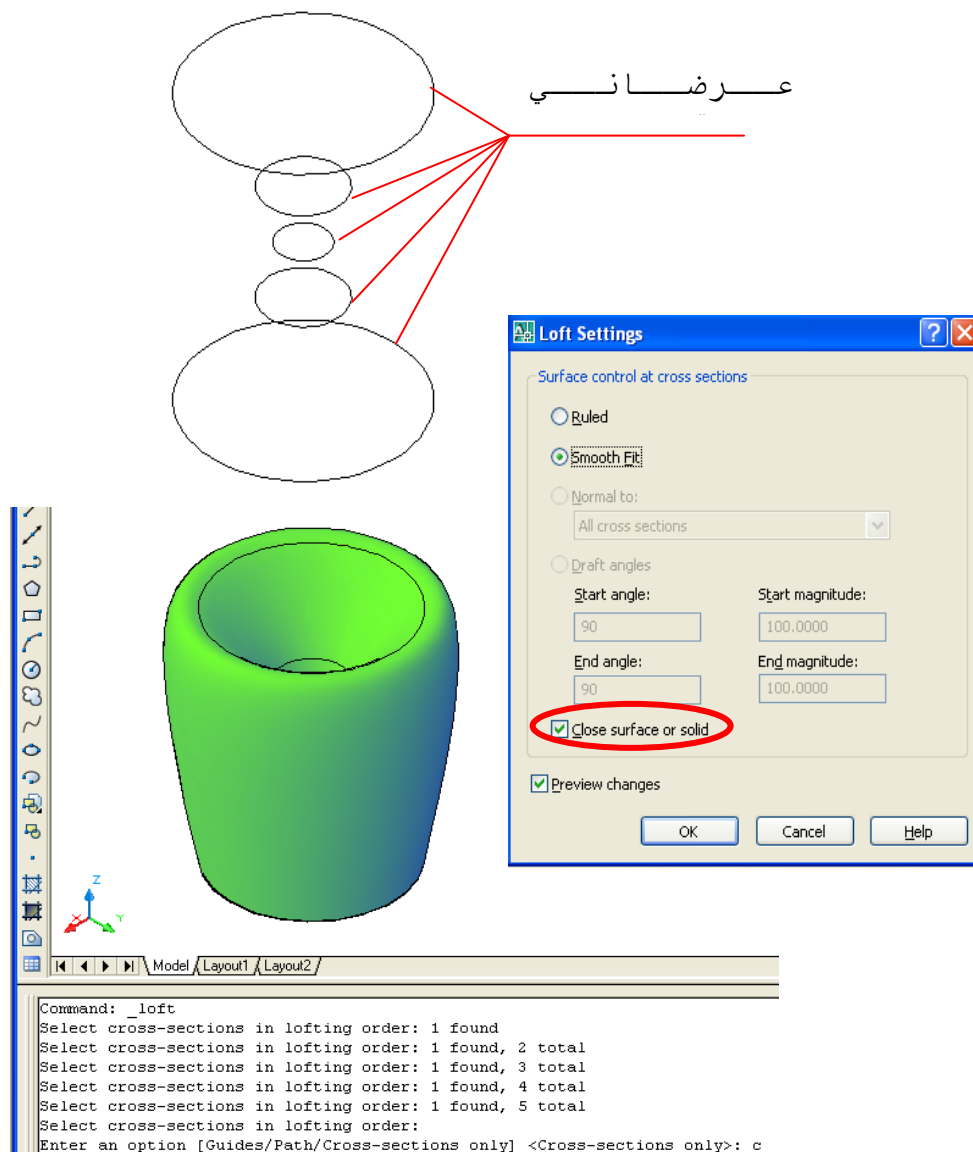 عـــرضـــانـــي
Loft Settings
Surface control at cross sections
Ruled
Smooth Fit
Normal to:
All cross sections
Draft angles
Start angle:
Start magnitude:
90
100.0000
End angle:
End magnitude:
90
100.0000
Close surface or solid
Preview changes
OK
Cancel
Help
Z
X
Y
Model
Layout1
Layout2
Command: _loft
Select cross-sections in lofting order: 1 found
Select cross-sections in lofting order: 1 found, 2 total
Select cross-sections in lofting order: 1 found, 3 total
Select cross-sections in lofting order: 1 found, 4 total
Select cross-sections in lofting order: 1 found, 5 total
Select cross-sections in lofting order:
Enter an option [Guides/Path/Cross-sections only] <Cross-sections only>: c